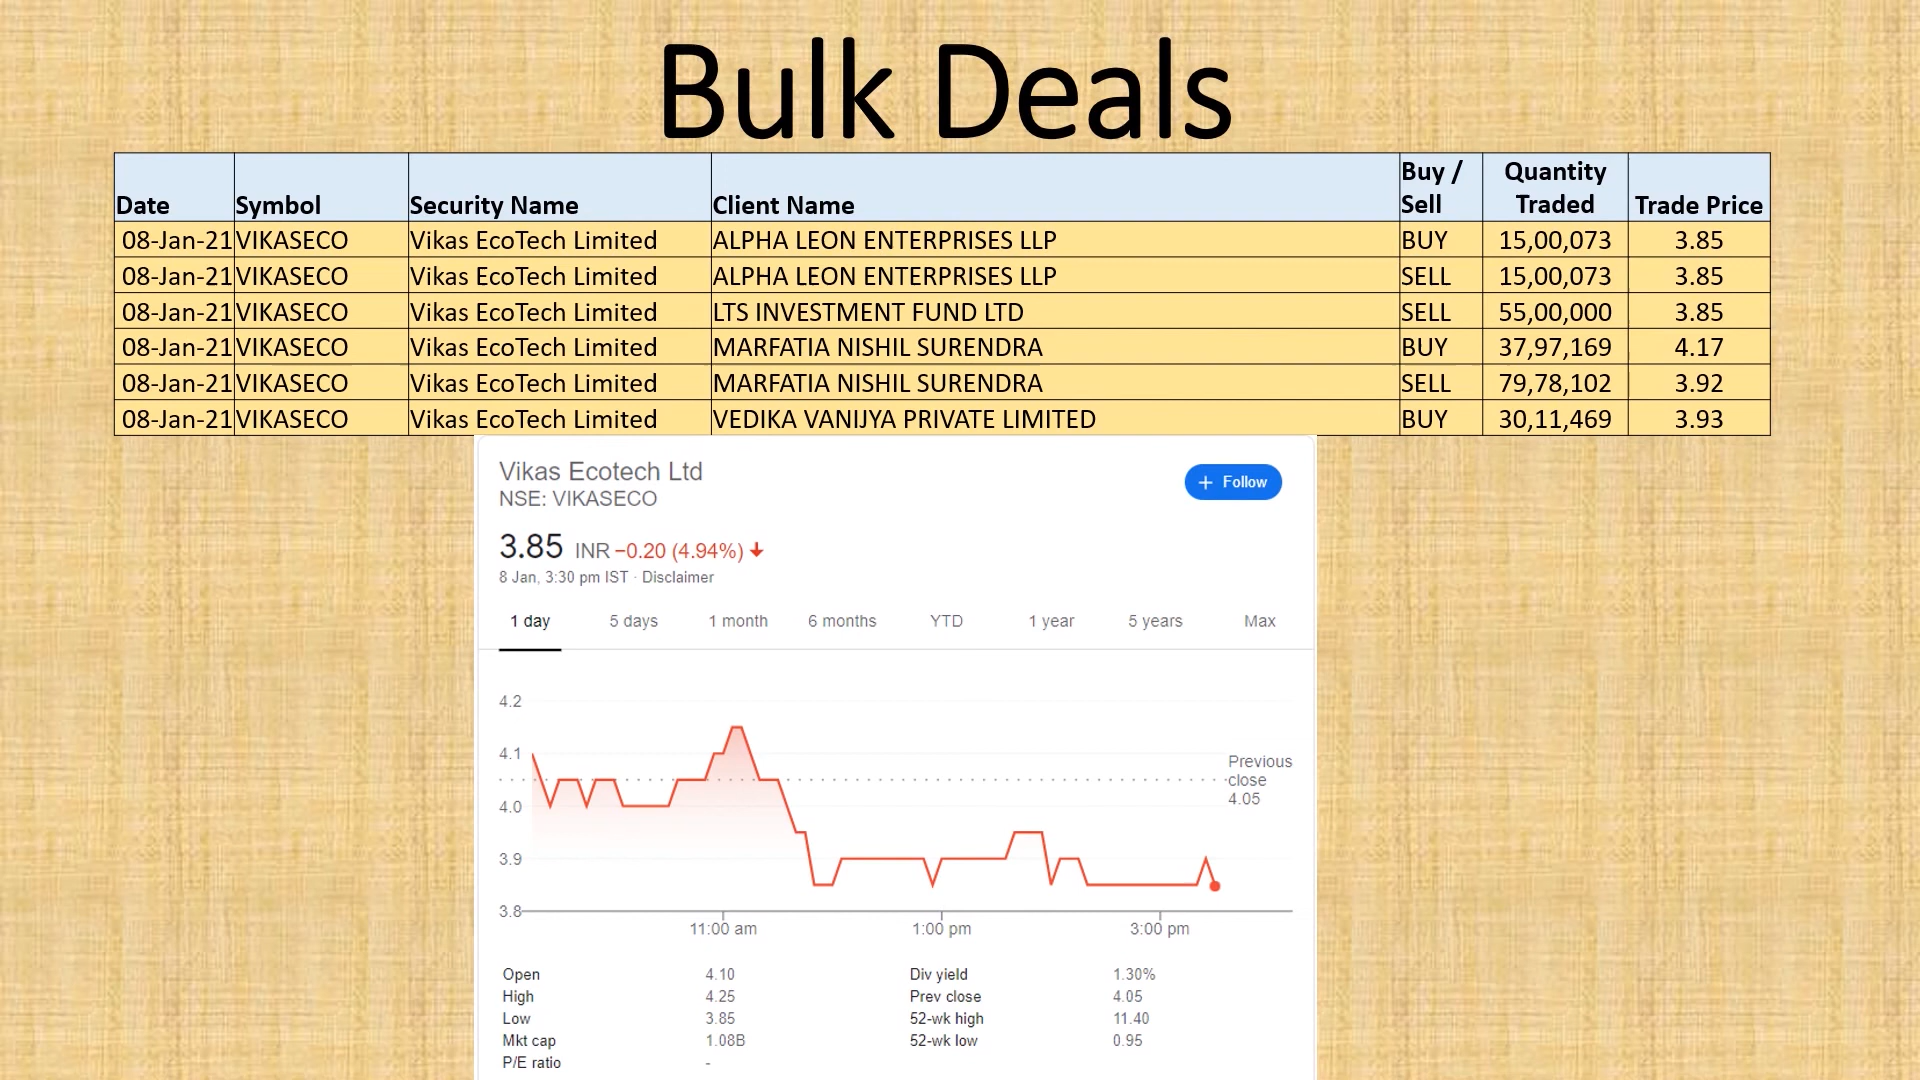 Bulk Deals
Date Symbol Security Name Client Name Buy / Sell Quantity Traded Trade Price
08-Jan-21 VIKASECO Vikas EcoTech Limited ALPHA LEON ENTERPRISES LLP BUY 15,00,073 3.85
08-Jan-21 VIKASECO Vikas EcoTech Limited ALPHA LEON ENTERPRISES LLP SELL 15,00,073 3.85
08-Jan-21 VIKASECO Vikas EcoTech Limited LTS INVESTMENT FUND LTD SELL 55,00,000 3.85
08-Jan-21 VIKASECO Vikas EcoTech Limited MARFATIA NISHIL SURENDRA BUY 37,97,169 4.17
08-Jan-21 VIKASECO Vikas EcoTech Limited MARFATIA NISHIL SURENDRA SELL 79,78,102 3.92
08-Jan-21 VIKASECO Vikas EcoTech Limited VEDIKA VANIJYA PRIVATE LIMITED BUY 30,11,469 3.93
Vikas Ecotech Ltd
NSE: VIKASECO
+ Follow
3.85 INR −0.20 (4.94%) ↓
8 Jan, 3:30 pm IST · Disclaimer
1 day 5 days 1 month 6 months YTD 1 year 5 years Max
4.2
4.1
4.0
3.9
3.8
Previous
close
4.05
11:00 am 1:00 pm 3:00 pm
Open 4.10 Div yield 1.30%
High 4.25 Prev close 4.05
Low 3.85 52-wk high 11.40
Mkt cap 1.08B 52-wk low 0.95
P/E ratio -